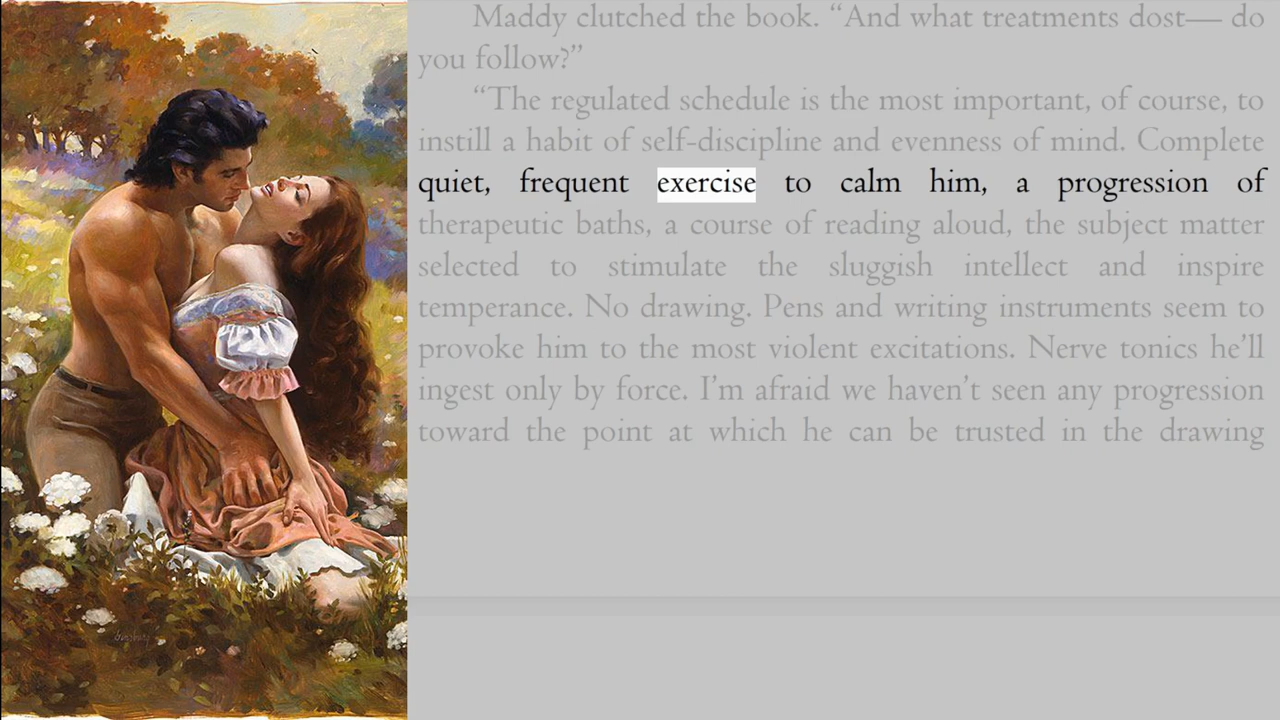 Maddy clutched the book. “And what treatments dost— do
you follow?”
“The regulated schedule is the most important, of course, to
instill a habit of self-discipline and evenness of mind. Complete
quiet, frequent exercise to calm him, a progression of
therapeutic baths, a course of reading aloud, the subject matter
selected to stimulate the sluggish intellect and inspire
temperance. No drawing. Pens and writing instruments seem to
provoke him to the most violent excitations. Nerve tonics he’ll
ingest only by force. I’m afraid we haven’t seen any progression
toward the point at which he can be trusted in the drawing